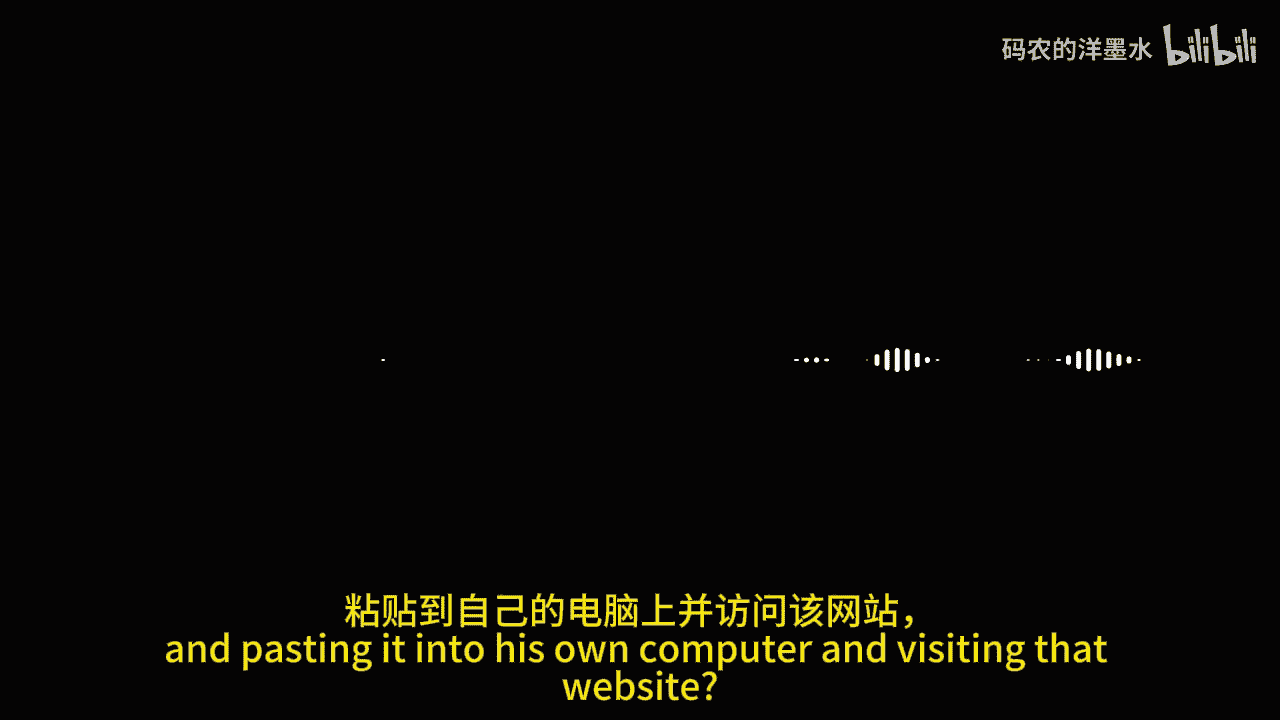 码农的洋墨水 bilibili
粘贴到自己的电脑上并访问该网站，
and pasting it into his own computer and visiting that
website?